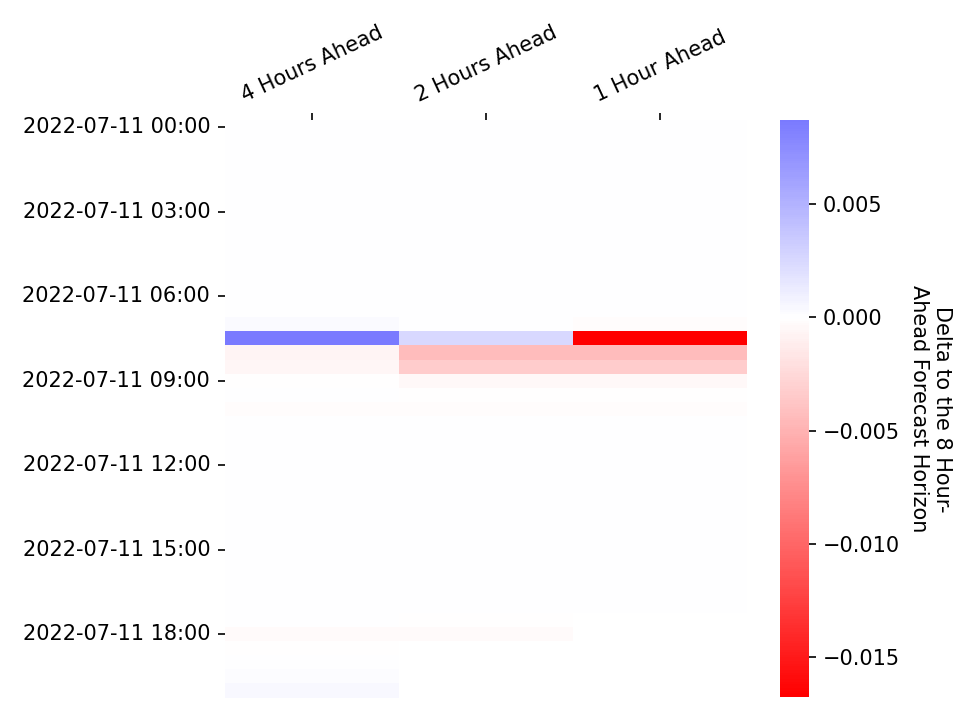 4 Hours Ahead
2 Hours Ahead
1 Hour Ahead
2022-07-11 00:00
2022-07-11 03:00
2022-07-11 06:00
2022-07-11 09:00
2022-07-11 12:00
2022-07-11 15:00
2022-07-11 18:00
0.005
0.000
−0.005
−0.010
−0.015
Delta to the 8 Hour-
Ahead Forecast Horizon